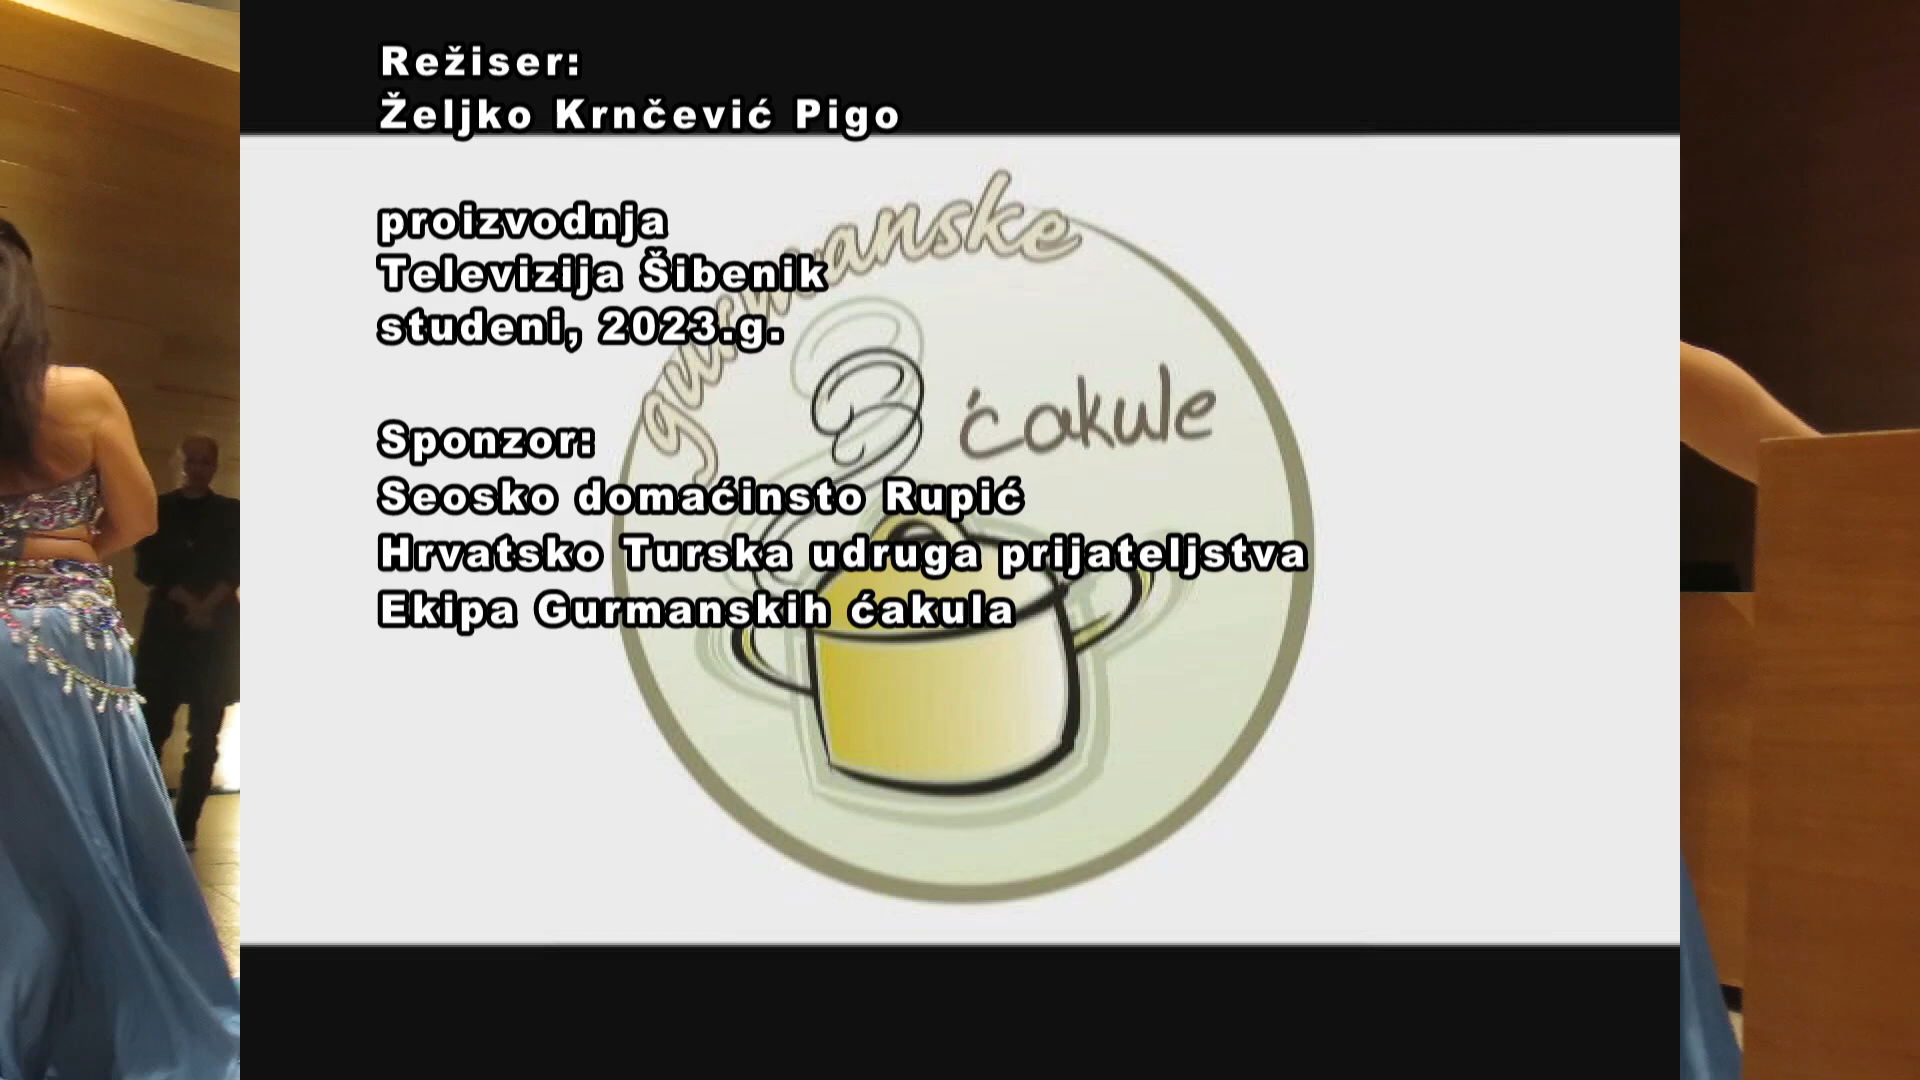 Režiser:
Željko Krnčević Pigo
proizvodnja
Televizija Šibenik
studeni, 2023.g.
Sponzor:
Seosko domaćinsto Rupić
Hrvatsko Turska udruga prijateljstva
Ekipa Gurmanskih ćakula
gurmanske
ćakule